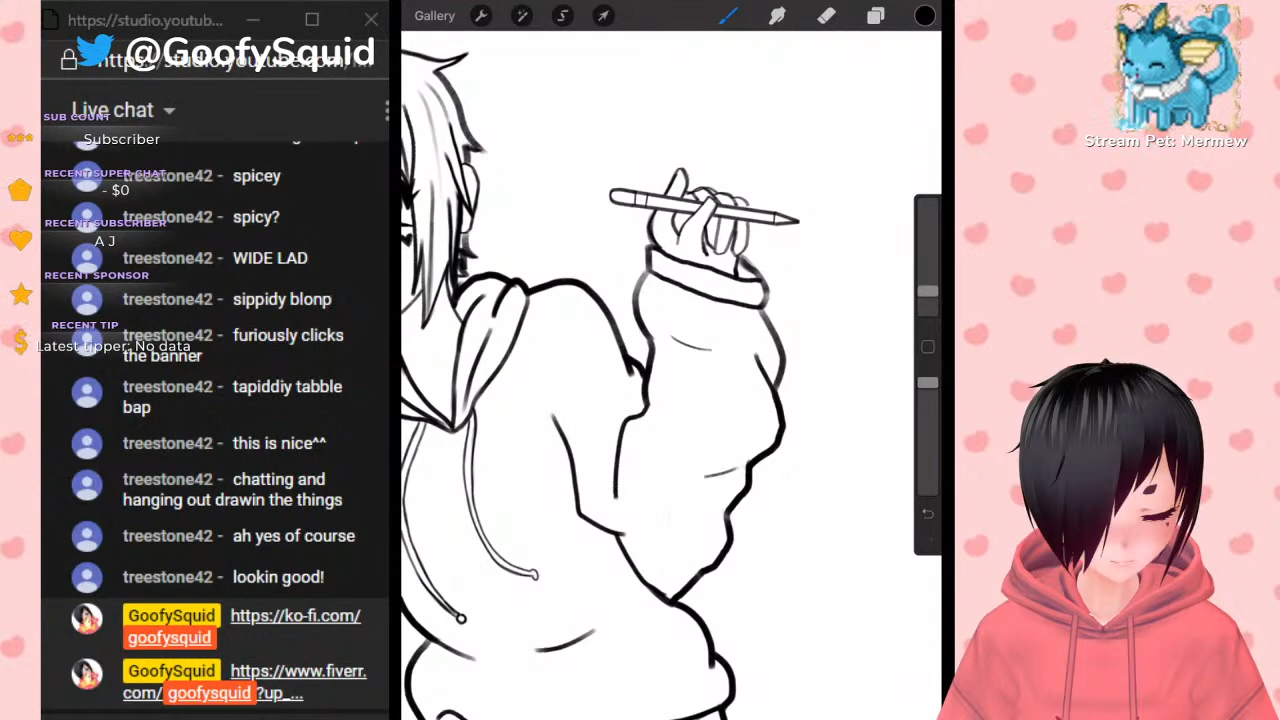 https://studio.youtub...
@GoofySquid
https://studio.youtube.com/
Live chat
SUB COUNT
Subscriber
treestone42 - spicey
RECENT SUPER CHAT
- $0
treestone42 - spicy?
RECENT SUBSCRIBER
A J
treestone42 - WIDE LAD
RECENT SPONSOR
treestone42 - sippidy blonp
RECENT TIP
treestone42 - furiously clicks
Latest tipper: No data
the banner
treestone42 - tapiddiy tabble
bap
treestone42 - this is nice^^
treestone42 - chatting and
hanging out drawin the things
treestone42 - ah yes of course
treestone42 - lookin good!
GoofySquid https://ko-fi.com/
goofysquid
GoofySquid https://www.fiverr.
com/goofysquid?up_...
Gallery
Stream Pet: Mermew